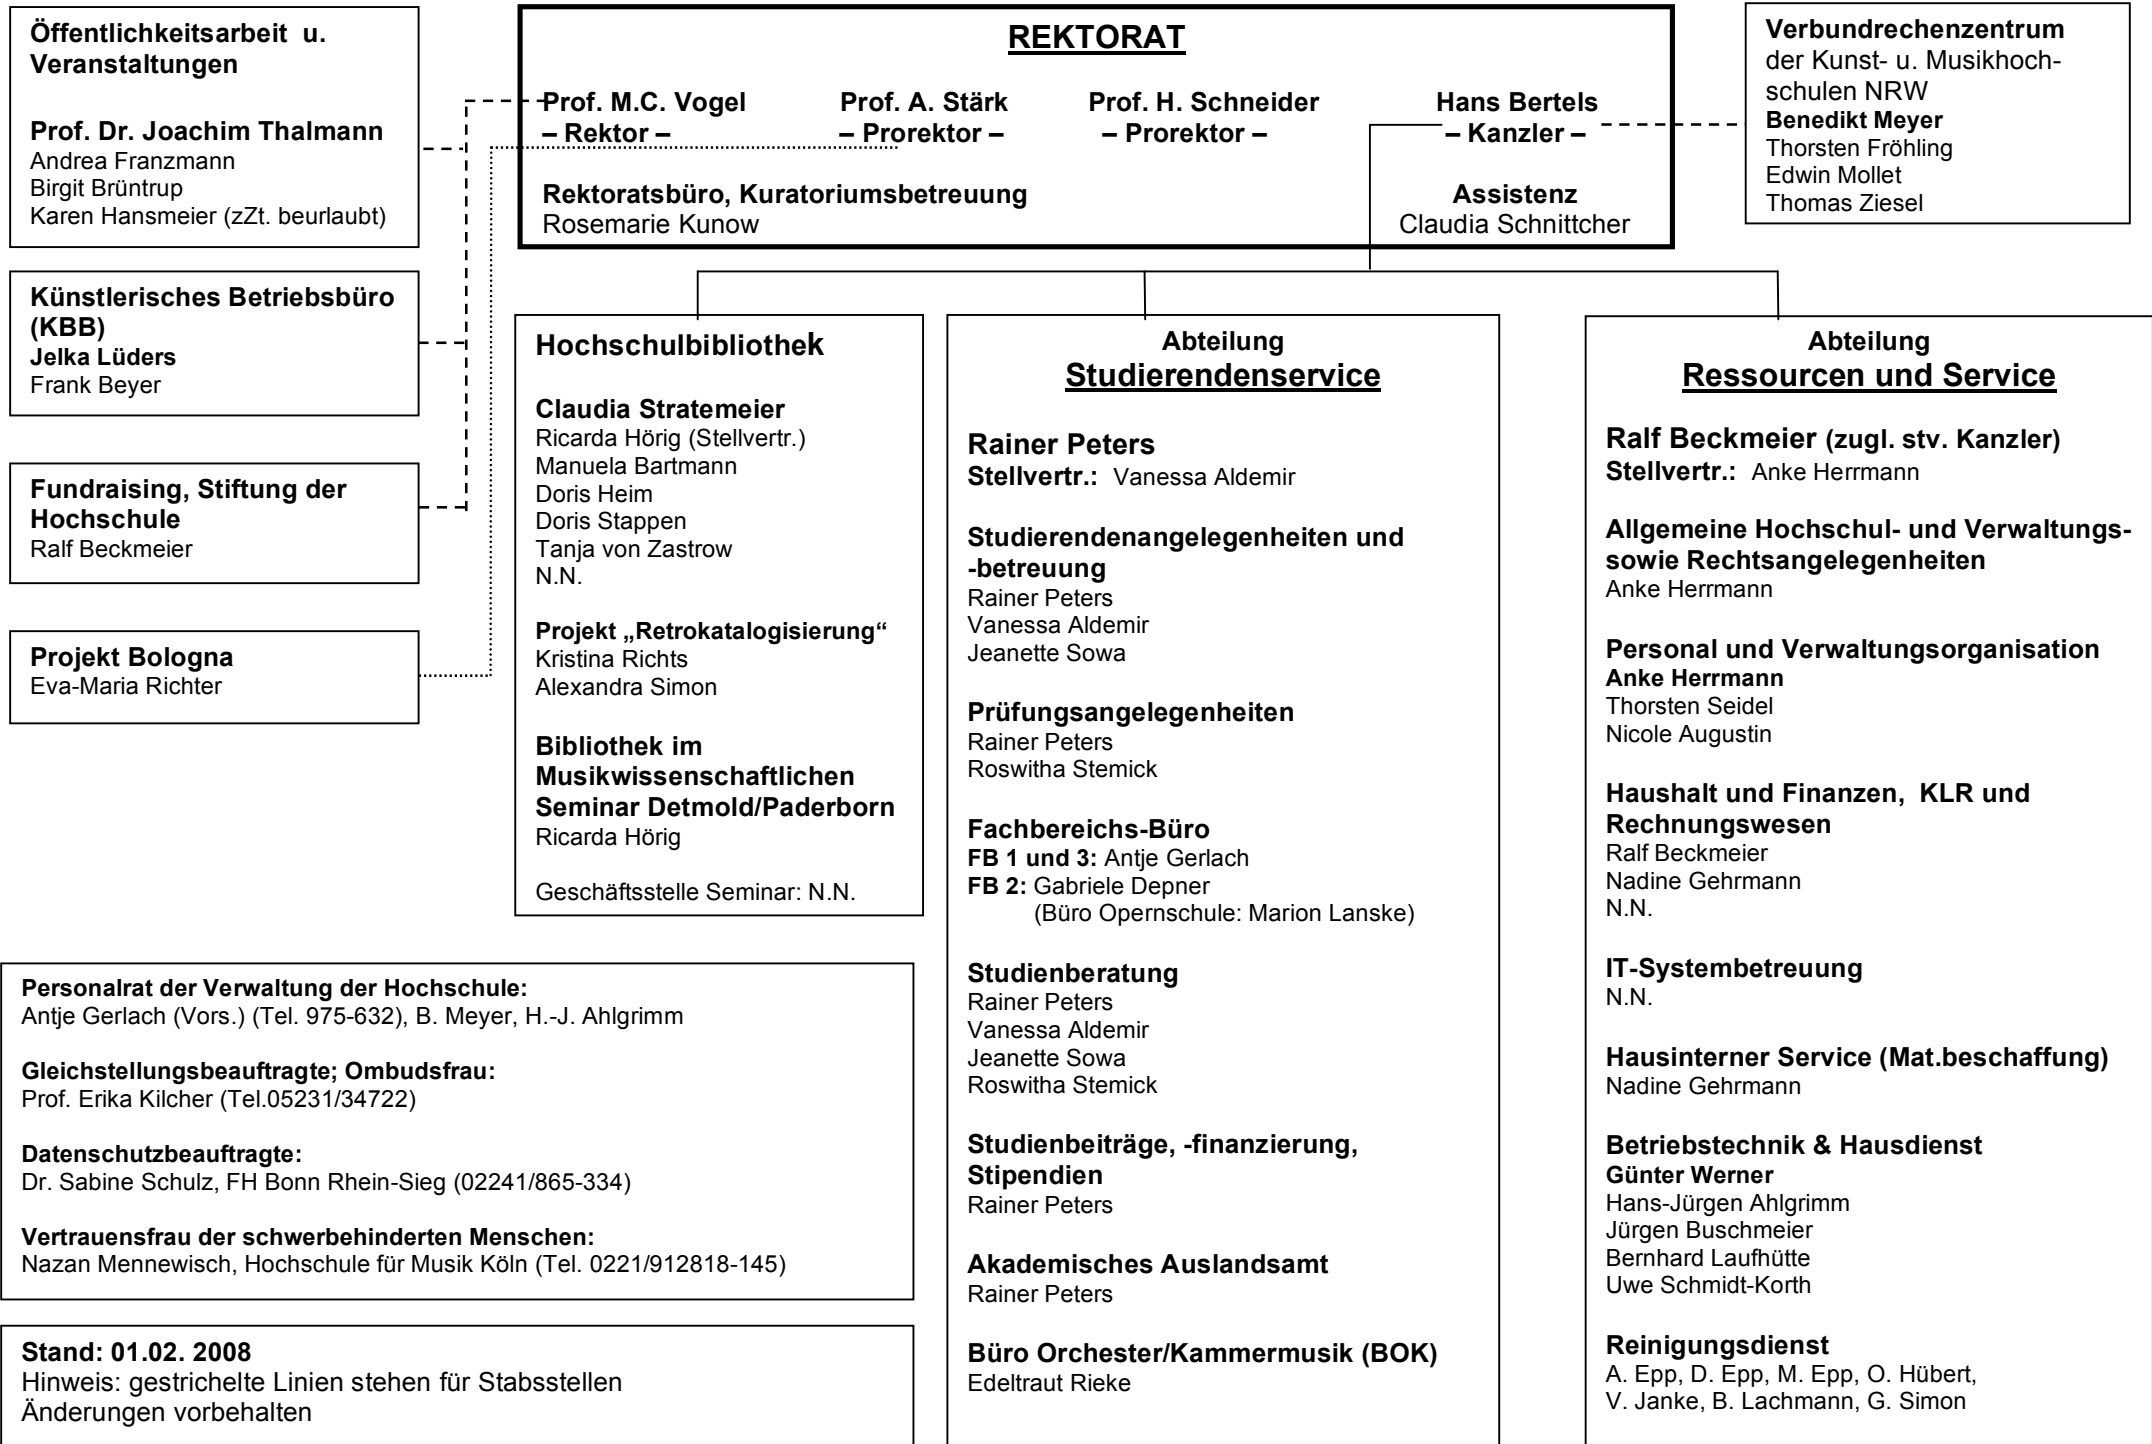 Öffentlichkeitsarbeit u.
Veranstaltungen
Prof. Dr. Joachim Thalmann
Andrea Franzmann
Birgit Brüntrup
Karen Hansmeier (zZt. beurlaubt)
REKTORAT
Prof. M.C. Vogel
– Rektor –
Prof. A. Stärk
– Prorektor –
Prof. H. Schneider
– Prorektor –
Hans Bertels
– Kanzler –
Rektoratsbüro, Kuratoriumsbetreuung
Rosemarie Kunow
Assistenz
Claudia Schnittcher
Verbundrechenzentrum
der Kunst- u. Musikhoch-
schulen NRW
Benedikt Meyer
Thorsten Fröhling
Edwin Mollet
Thomas Ziesel
Künstlerisches Betriebsbüro
(KBB)
Jelka Lüders
Frank Beyer
Fundraising, Stiftung der
Hochschule
Ralf Beckmeier
Projekt Bologna
Eva-Maria Richter
Hochschulbibliothek
Claudia Stratemeier
Ricarda Hörig (Stellvertr.)
Manuela Bartmann
Doris Heim
Doris Stappen
Tanja von Zastrow
N.N.
Projekt „Retrokatalogisierung“
Kristina Richts
Alexandra Simon
Bibliothek im
Musikwissenschaftlichen
Seminar Detmold/Paderborn
Ricarda Hörig
Geschäftsstelle Seminar: N.N.
Abteilung
Studierendenservice
Rainer Peters
Stellvertr.: Vanessa Aldemir
Studierendenangelegenheiten und
-betreuung
Rainer Peters
Vanessa Aldemir
Jeanette Sowa
Prüfungsangelegenheiten
Rainer Peters
Roswitha Stemick
Fachbereichs-Büro
FB 1 und 3: Antje Gerlach
FB 2: Gabriele Depner
(Büro Opernschule: Marion Lanske)
Studienberatung
Rainer Peters
Vanessa Aldemir
Jeanette Sowa
Roswitha Stemick
Studienbeiträge, -finanzierung,
Stipendien
Rainer Peters
Akademisches Auslandsamt
Rainer Peters
Büro Orchester/Kammermusik (BOK)
Edeltraut Rieke
Abteilung
Ressourcen und Service
Ralf Beckmeier (zugl. stv. Kanzler)
Stellvertr.: Anke Herrmann
Allgemeine Hochschul- und Verwaltungs-
sowie Rechtsangelegenheiten
Anke Herrmann
Personal und Verwaltungsorganisation
Anke Herrmann
Thorsten Seidel
Nicole Augustin
Haushalt und Finanzen, KLR und
Rechnungswesen
Ralf Beckmeier
Nadine Gehrmann
N.N.
IT-Systembetreuung
N.N.
Hausinterner Service (Mat.beschaffung)
Nadine Gehrmann
Betriebstechnik & Hausdienst
Günter Werner
Hans-Jürgen Ahlgrimm
Jürgen Buschmeier
Bernhard Laufhütte
Uwe Schmidt-Korth
Reinigungsdienst
A. Epp, D. Epp, M. Epp, O. Hübert,
V. Janke, B. Lachmann, G. Simon
Personalrat der Verwaltung der Hochschule:
Antje Gerlach (Vors.) (Tel. 975-632), B. Meyer, H.-J. Ahlgrimm
Gleichstellungsbeauftragte; Ombudsfrau:
Prof. Erika Kilcher (Tel.05231/34722)
Datenschutzbeauftragte:
Dr. Sabine Schulz, FH Bonn Rhein-Sieg (02241/865-334)
Vertrauensfrau der schwerbehinderten Menschen:
Nazan Mennewisch, Hochschule für Musik Köln (Tel. 0221/912818-145)
Stand: 01.02. 2008
Hinweis: gestrichelte Linien stehen für Stabsstellen
Änderungen vorbehalten